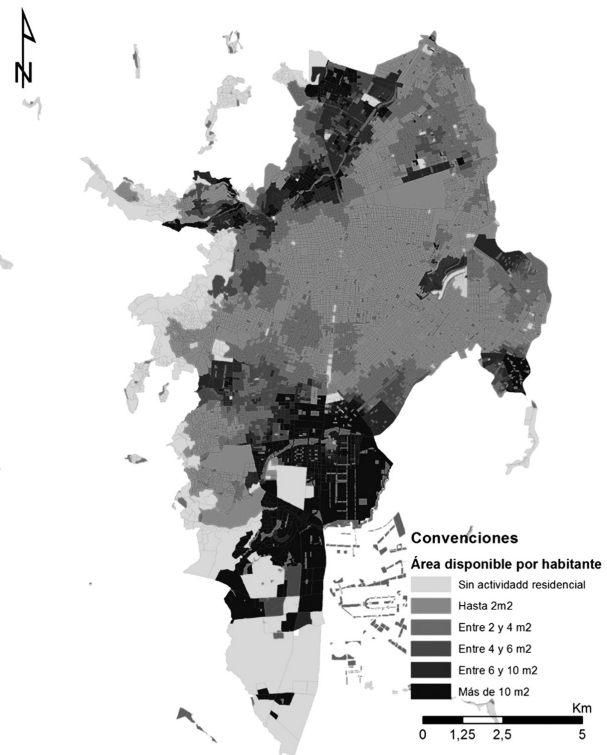 N
Convenciones
Área disponible por habitante
Sin actividadd residencial
Hasta 2m2
Entre 2 y 4 m2
Entre 4 y 6 m2
Entre 6 y 10 m2
Más de 10 m2
Km
0 1,25 2,5 5